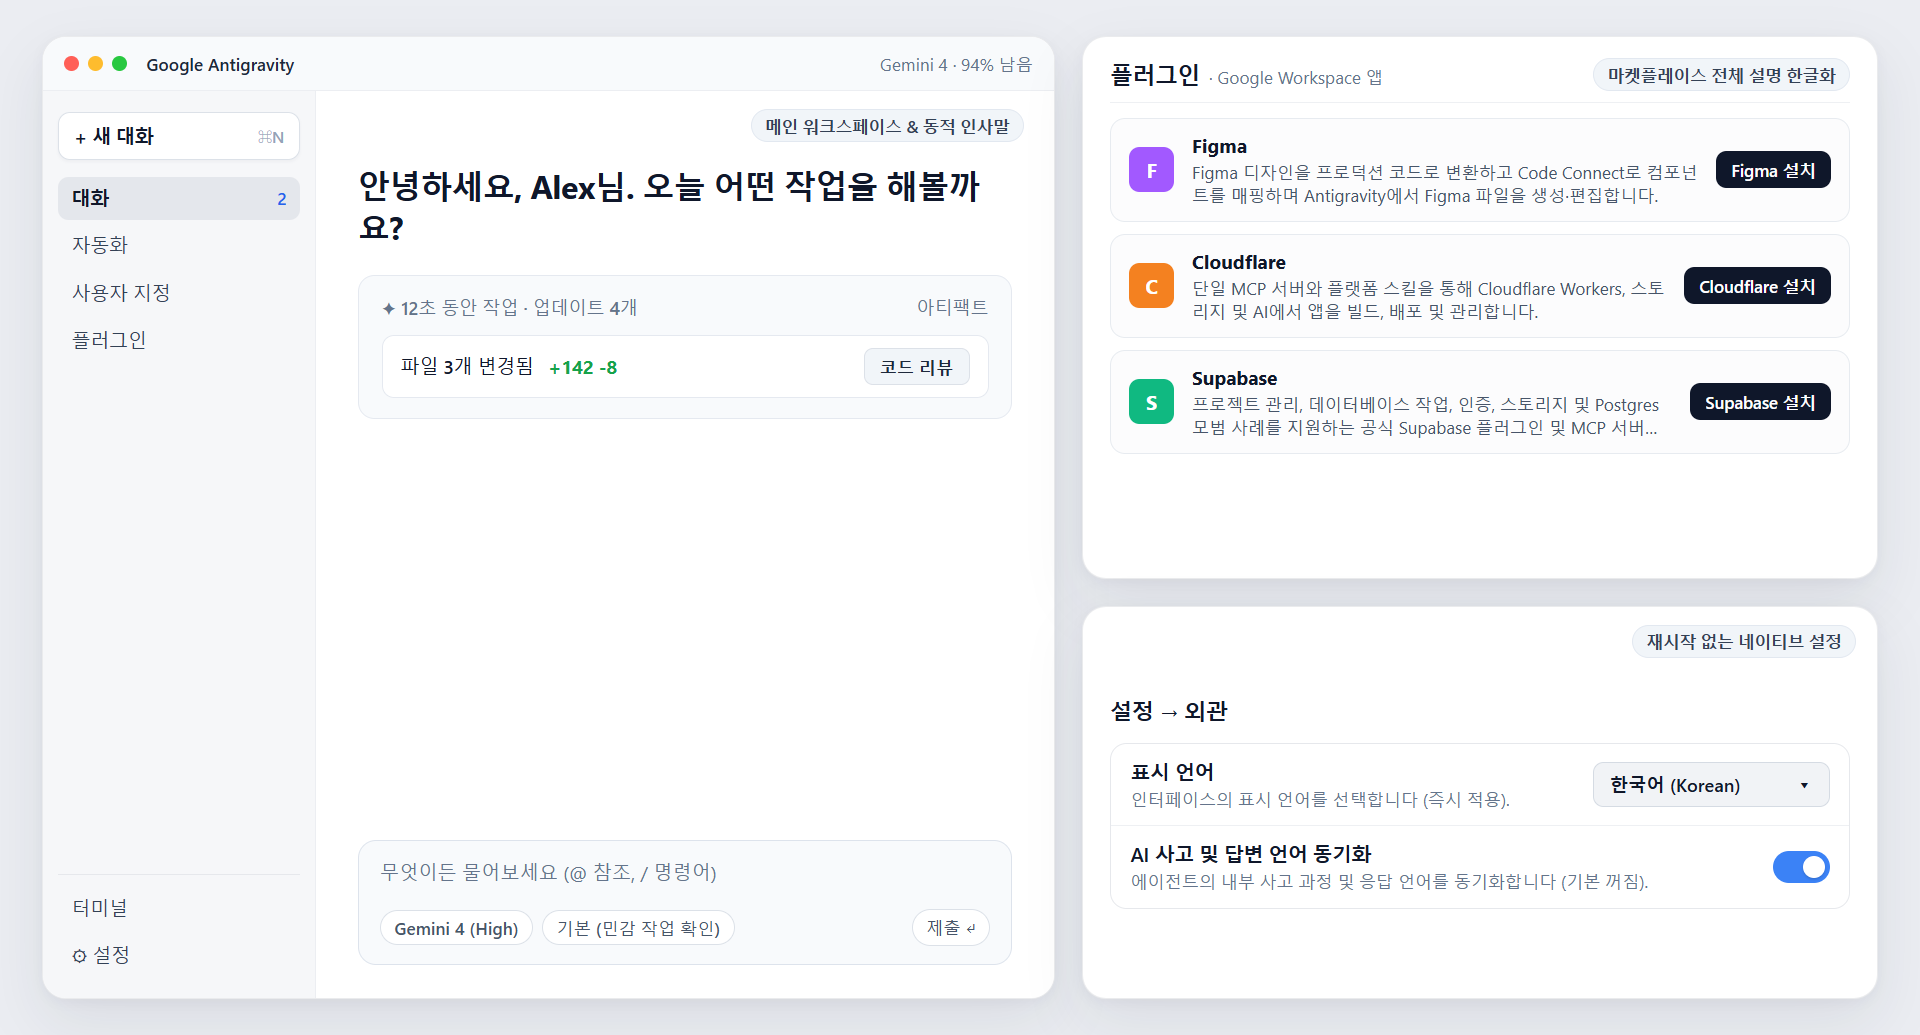 Google Antigravity
Gemini 4 · 94% 남음
+ 새 대화
⌘N
대화
2
자동화
사용자 지정
플러그인
터미널
⚙ 설정
메인 워크스페이스 & 동적 인사말
안녕하세요, Alex님. 오늘 어떤 작업을 해볼까
요?
✦ 12초 동안 작업 · 업데이트 4개
아티팩트
파일 3개 변경됨 +142 -8
코드 리뷰
무엇이든 물어보세요 (@ 참조, / 명령어)
Gemini 4 (High)
기본 (민감 작업 확인)
제출 ↲
플러그인 · Google Workspace 앱
마켓플레이스 전체 설명 한글화
F
Figma
Figma 디자인을 프로덕션 코드로 변환하고 Code Connect로 컴포넌
트를 매핑하며 Antigravity에서 Figma 파일을 생성·편집합니다.
Figma 설치
C
Cloudflare
단일 MCP 서버와 플랫폼 스킬을 통해 Cloudflare Workers, 스토
리지 및 AI에서 앱을 빌드, 배포 및 관리합니다.
Cloudflare 설치
S
Supabase
프로젝트 관리, 데이터베이스 작업, 인증, 스토리지 및 Postgres
모범 사례를 지원하는 공식 Supabase 플러그인 및 MCP 서버...
Supabase 설치
재시작 없는 네이티브 설정
설정 → 외관
표시 언어
인터페이스의 표시 언어를 선택합니다 (즉시 적용).
한국어 (Korean) ▾
AI 사고 및 답변 언어 동기화
에이전트의 내부 사고 과정 및 응답 언어를 동기화합니다 (기본 꺼짐).